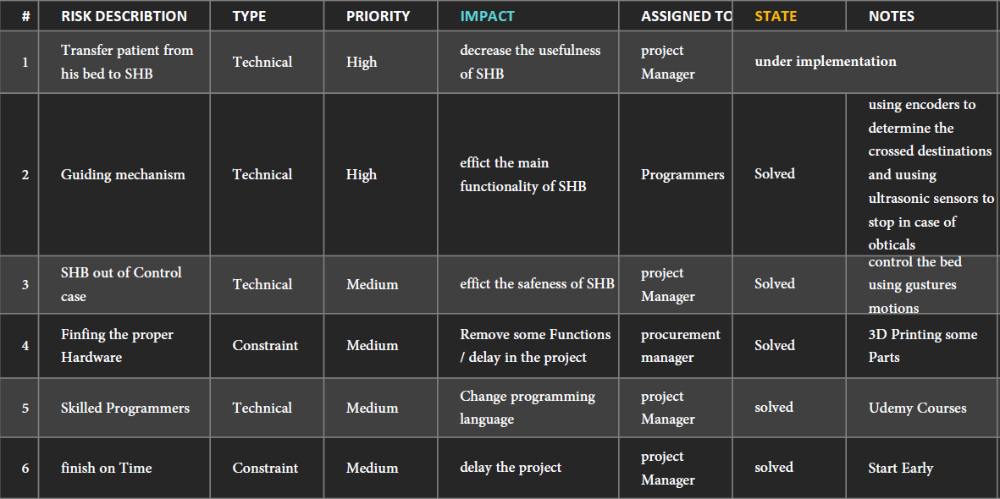 # RISK DESCRIBTION TYPE PRIORITY IMPACT ASSIGNED TO STATE NOTES
1 Transfer patient from his bed to SHB Technical High decrease the usefulness of SHB project Manager under implementation
2 Guiding mechanism Technical High effict the main functionality of SHB Programmers Solved using encoders to determine the crossed destinations and uusing ultrasonic sensors to stop in case of obticals
3 SHB out of Control case Technical Medium effict the safeness of SHB project Manager Solved control the bed using gustures motions
4 Finfing the proper Hardware Constraint Medium Remove some Functions / delay in the project procurement manager Solved 3D Printing some Parts
5 Skilled Programmers Technical Medium Change programming language project Manager solved Udemy Courses
6 finish on Time Constraint Medium delay the project project Manager solved Start Early